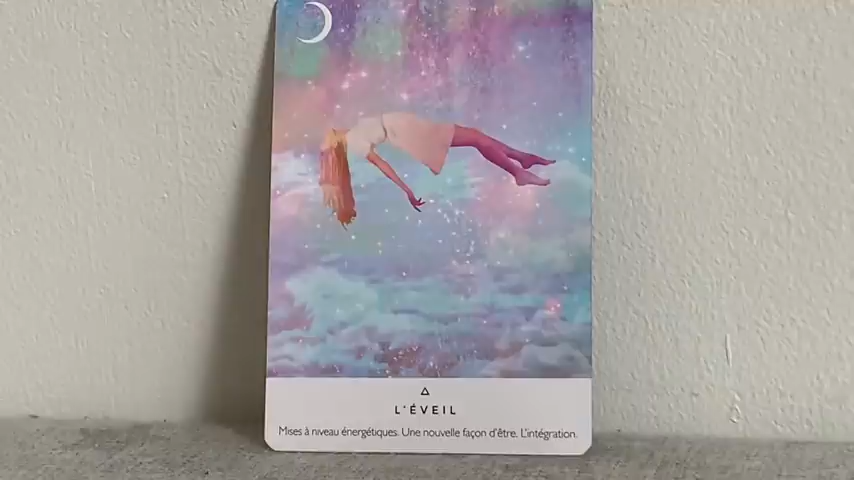 L'ÉVEIL
Mises à niveau énergétiques. Une nouvelle façon d'être. L'intégration.